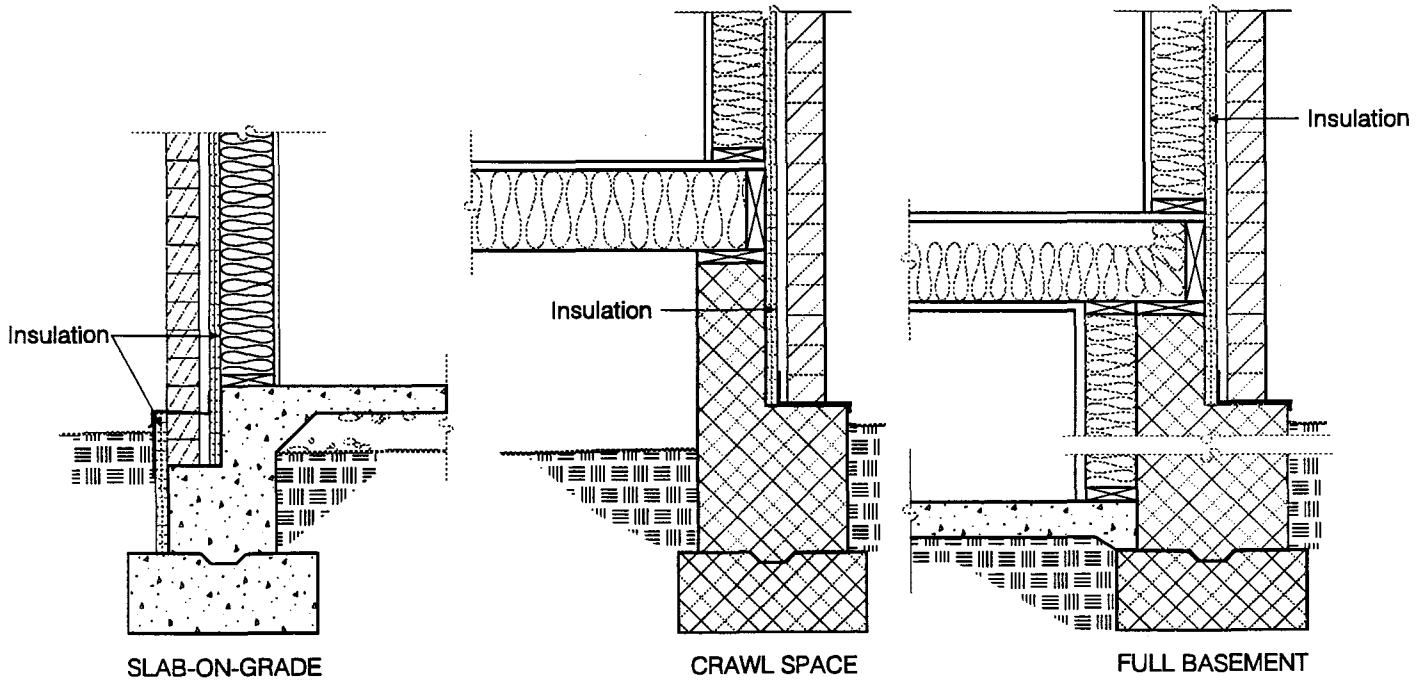 Insulation
SLAB-ON-GRADE
Insulation
CRAWL SPACE
Insulation
FULL BASEMENT